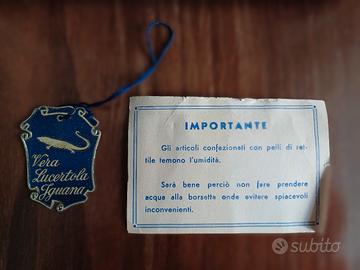 Vera
Lucertola
Iguana
IMPORTANTE
Gli articoli confezionati con pelli di ret-
tile temono l'umidità.
Sarà bene perciò non fare prendere
acqua alla borsetta onde evitare spiacevoli
inconvenienti.
subito